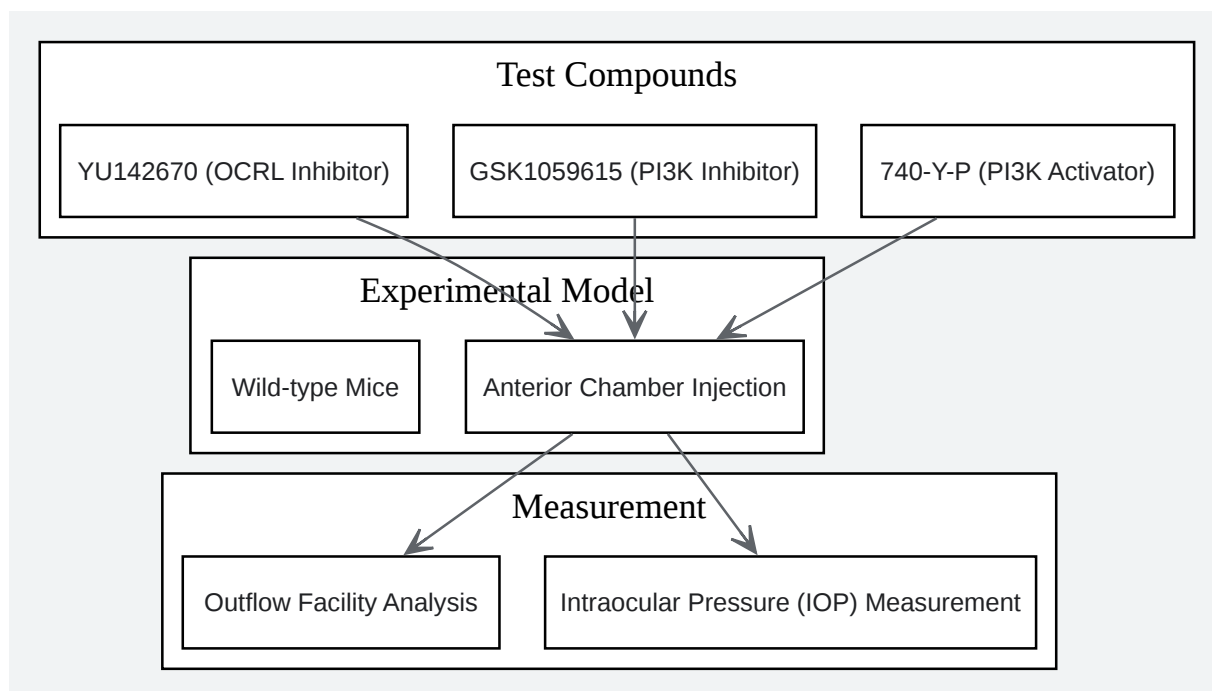 Test Compounds
YU142670 (OCRL Inhibitor)
GSK1059615 (PI3K Inhibitor)
740-Y-P (PI3K Activator)
Experimental Model
Wild-type Mice
Anterior Chamber Injection
Measurement
Outflow Facility Analysis
Intraocular Pressure (IOP) Measurement